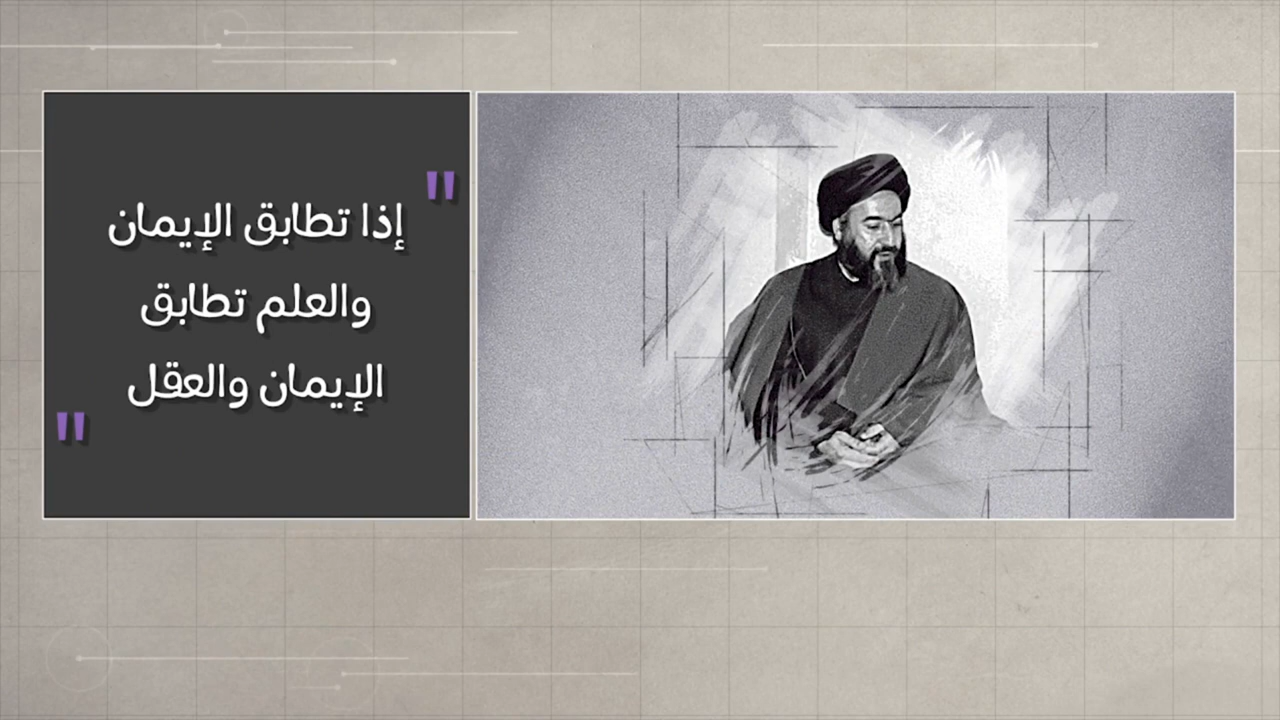 "إذا تطابق الإيمان
والعلم تطابق
الإيمان والعقل"